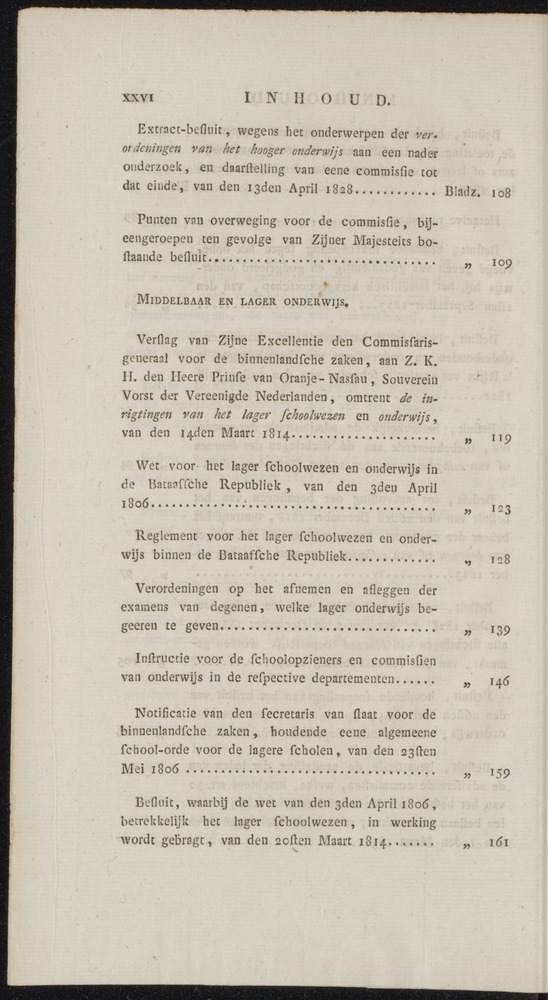 XXVI I N H O U D.
Extract-beſluit, wegens het onderwerpen der ver-
ordeningen van het hooger onderwijs aan een nader
onderzoek, en daarſtelling van eene commisſie tot
dat einde, van den 13den April 1828............ Bladz. 108
Punten van overweging voor de commisſie, bij-
eengeroepen ten gevolge van Zijner Majesteits bo-
ſtaande beſluit................................ „ 109
MIDDELBAAR EN LAGER ONDERWIJS.
Verſlag van Zijne Excellentie den Commisſaris-
generaal voor de binnenlandſche zaken, aan Z. K.
H. den Heere Prinſe van Oranje-Nasſau, Souverein
Vorst der Vereenigde Nederlanden, omtrent de in-
rigtingen van het lager ſchoolwezen en onderwijs,
van den 14den Maart 1814..................... „ 119
Wet voor het lager ſchoolwezen en onderwijs in
de Bataafſche Republiek, van den 3den April
1806.......................................... „ 123
Reglement voor het lager ſchoolwezen en onder-
wijs binnen de Bataafſche Republiek............. „ 128
Verordeningen op het afnemen en afleggen der
examens van degenen, welke lager onderwijs be-
geeren te geven................................ „ 139
Inſtructie voor de ſchoolopzieners en commisſien
van onderwijs in de reſpective departementen...... „ 146
Notificatie van den ſecretaris van ſtaat voor de
binnenlandſche zaken, houdende eene algemeene
ſchool-orde voor de lagere ſcholen, van den 23ſten
Mei 1806 ..................................... „ 159
Beſluit, waarbij de wet van den 3den April 1806,
betrekkelijk het lager ſchoolwezen, in werking
wordt gebragt, van den 20ſten Maart 1814....... „ 161